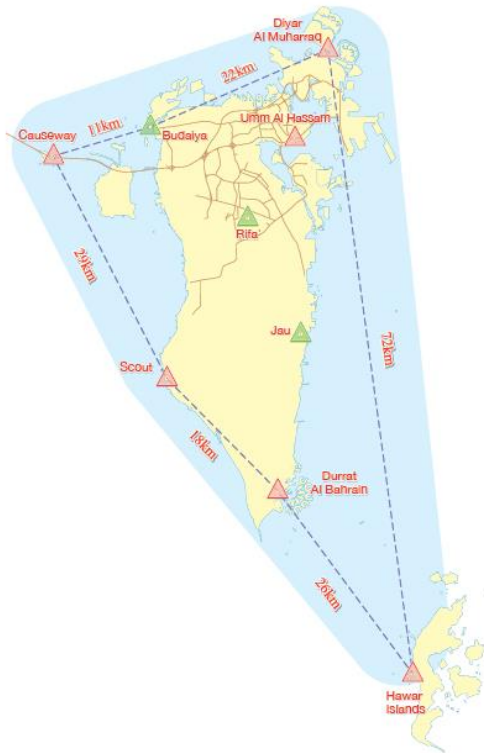 Diyar
Al Muharraq
22km
11km
Umm Al Hassam
Causeway
Budaiya
Rifa'
29km
Jau
72km
Scout
18km
Durrat
Al Bahrain
26km
Hawar
Islands